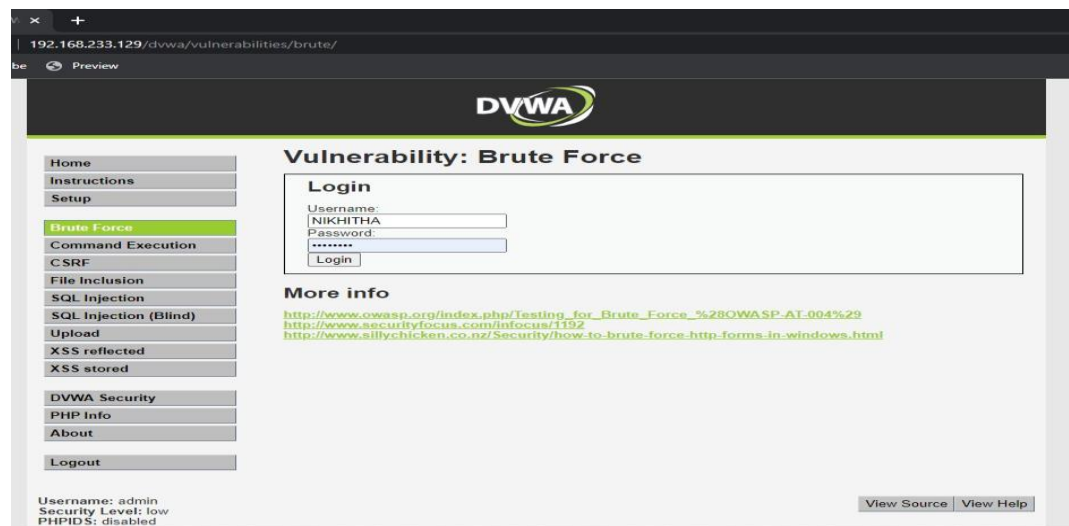 192.168.233.129/dvwa/vulnerabilities/brute/
be Preview
DVWA
Home
Instructions
Setup
Brute Force
Command Execution
CSRF
File Inclusion
SQL Injection
SQL Injection (Blind)
Upload
XSS reflected
XSS stored
DVWA Security
PHP Info
About
Logout
Vulnerability: Brute Force
Login
Username:
NIKHITHA
Password:
••••••••
Login
More info
http://www.owasp.org/index.php/Testing_for_Brute_Force_%28OWASP-AT-004%29
http://www.securityfocus.com/infocus/1192
http://www.sillychicken.co.nz/Security/how-to-brute-force-http-forms-in-windows.html
Username: admin
Security Level: low
PHPIDS: disabled
View Source View Help